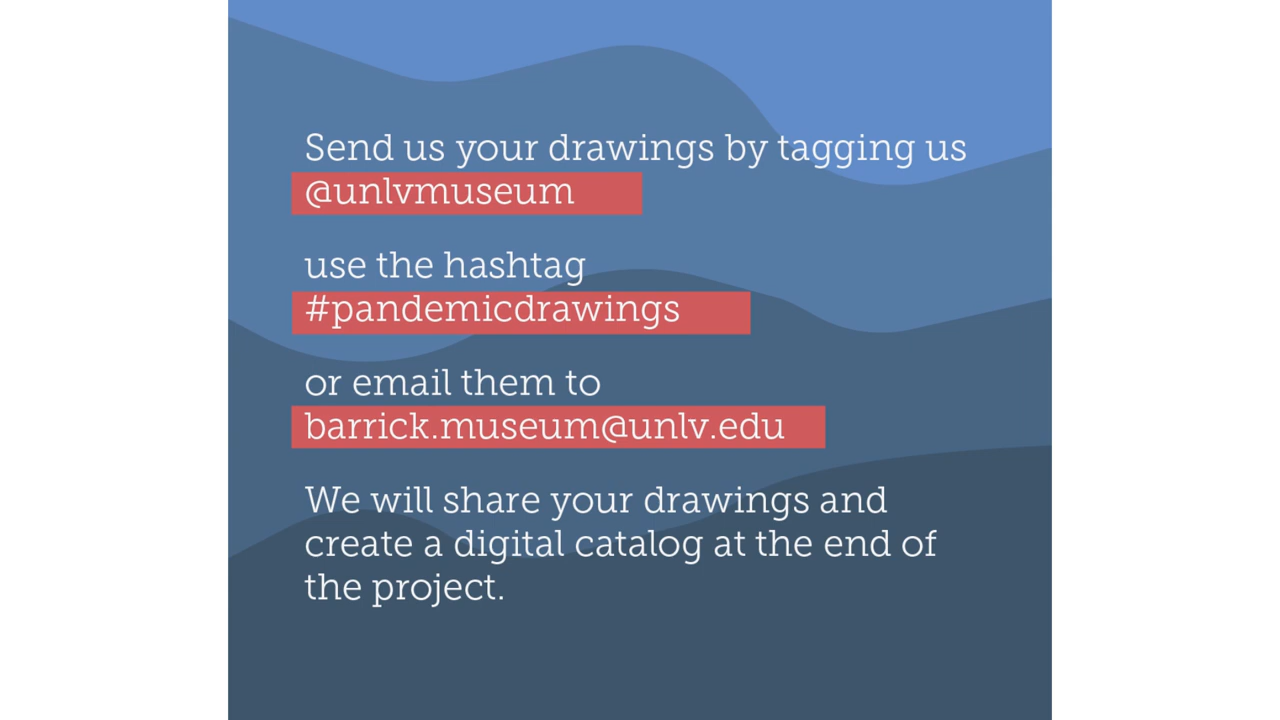 Send us your drawings by tagging us
@unlvmuseum
use the hashtag
#pandemicdrawings
or email them to
barrick.museum@unlv.edu
We will share your drawings and
create a digital catalog at the end of
the project.